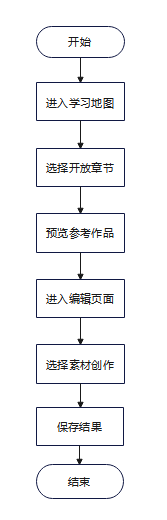 开始
进入学习地图
选择开放章节
预览参考作品
进入编辑页面
选择素材创作
保存结果
结束